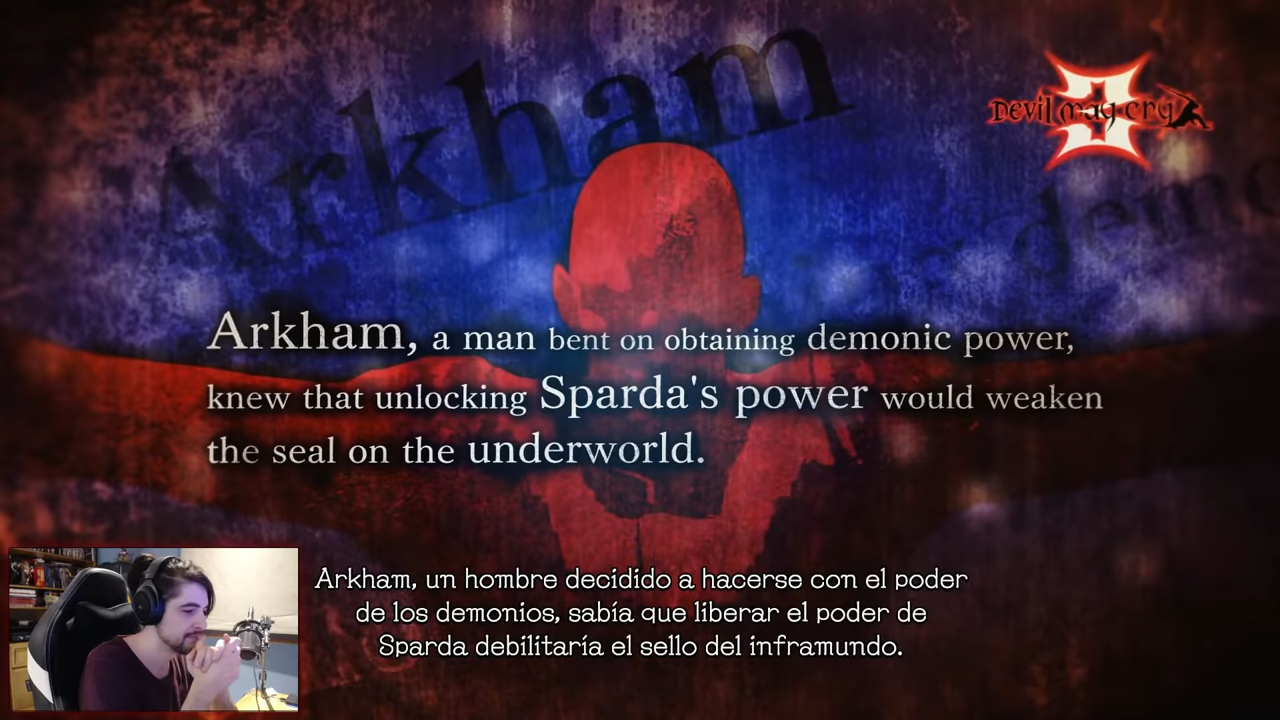 Arkham
demo
Devil may cry
3
Arkham, a man bent on obtaining demonic power,
knew that unlocking Sparda's power would weaken
the seal on the underworld.
Arkham, un hombre decidido a hacerse con el poder
de los demonios, sabía que liberar el poder de
Sparda debilitaría el sello del inframundo.